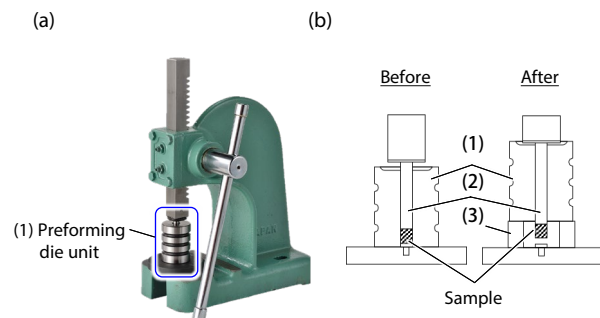 (a)
(1) Preforming
die unit
(b)
Before
After
(1)
(2)
(3)
Sample